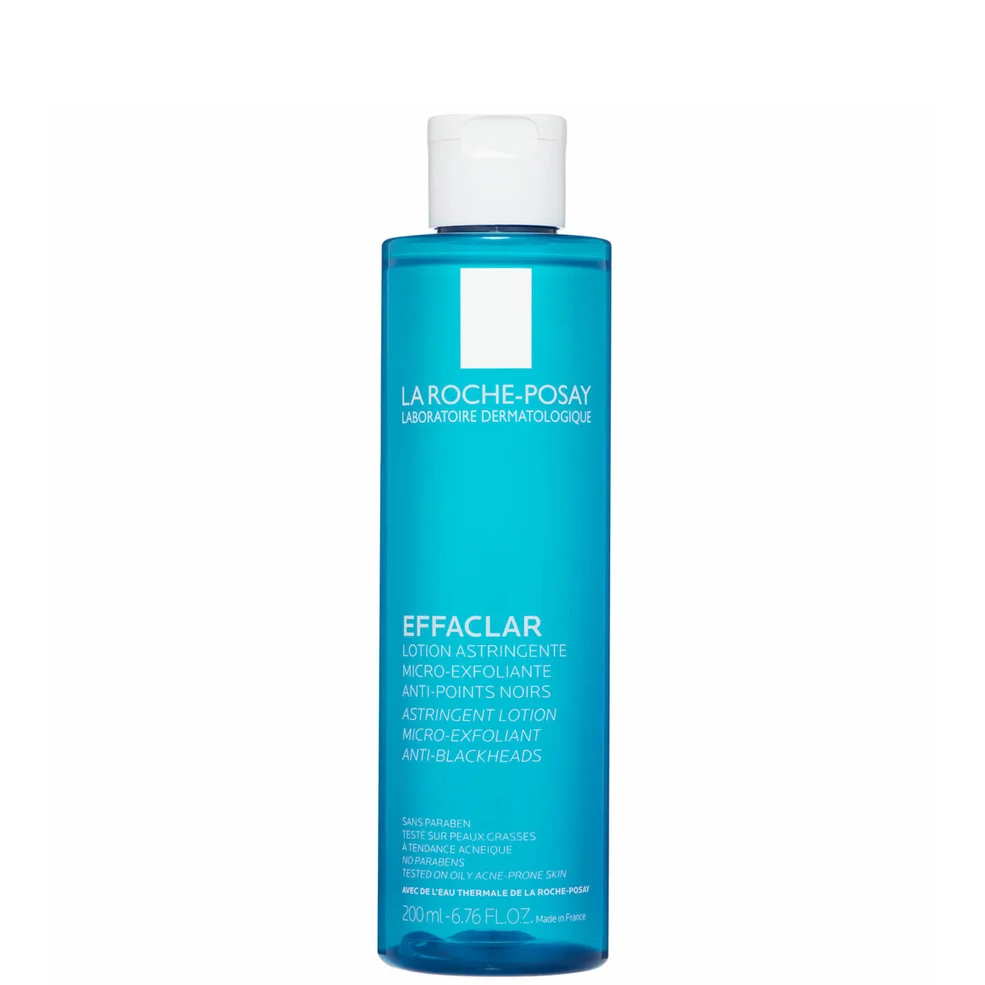 LA ROCHE-POSAY
LABORATOIRE DERMATOLOGIQUE
EFFACLAR
LOTION ASTRINGENTE
MICRO-EXFOLIANTE
ANTI-POINTS NOIRS
ASTRINGENT LOTION
MICRO-EXFOLIANT
ANTI-BLACKHEADS
SANS PARABEN
TESTÉ SUR PEAUX GRASSES
À TENDANCE ACNEIQUE
NO PARABENS
TESTED ON OILY ACNE-PRONE SKIN
AVEC DE L'EAU THERMALE DE LA ROCHE-POSAY
200 ml - 6.76 FL.OZ. Made in France